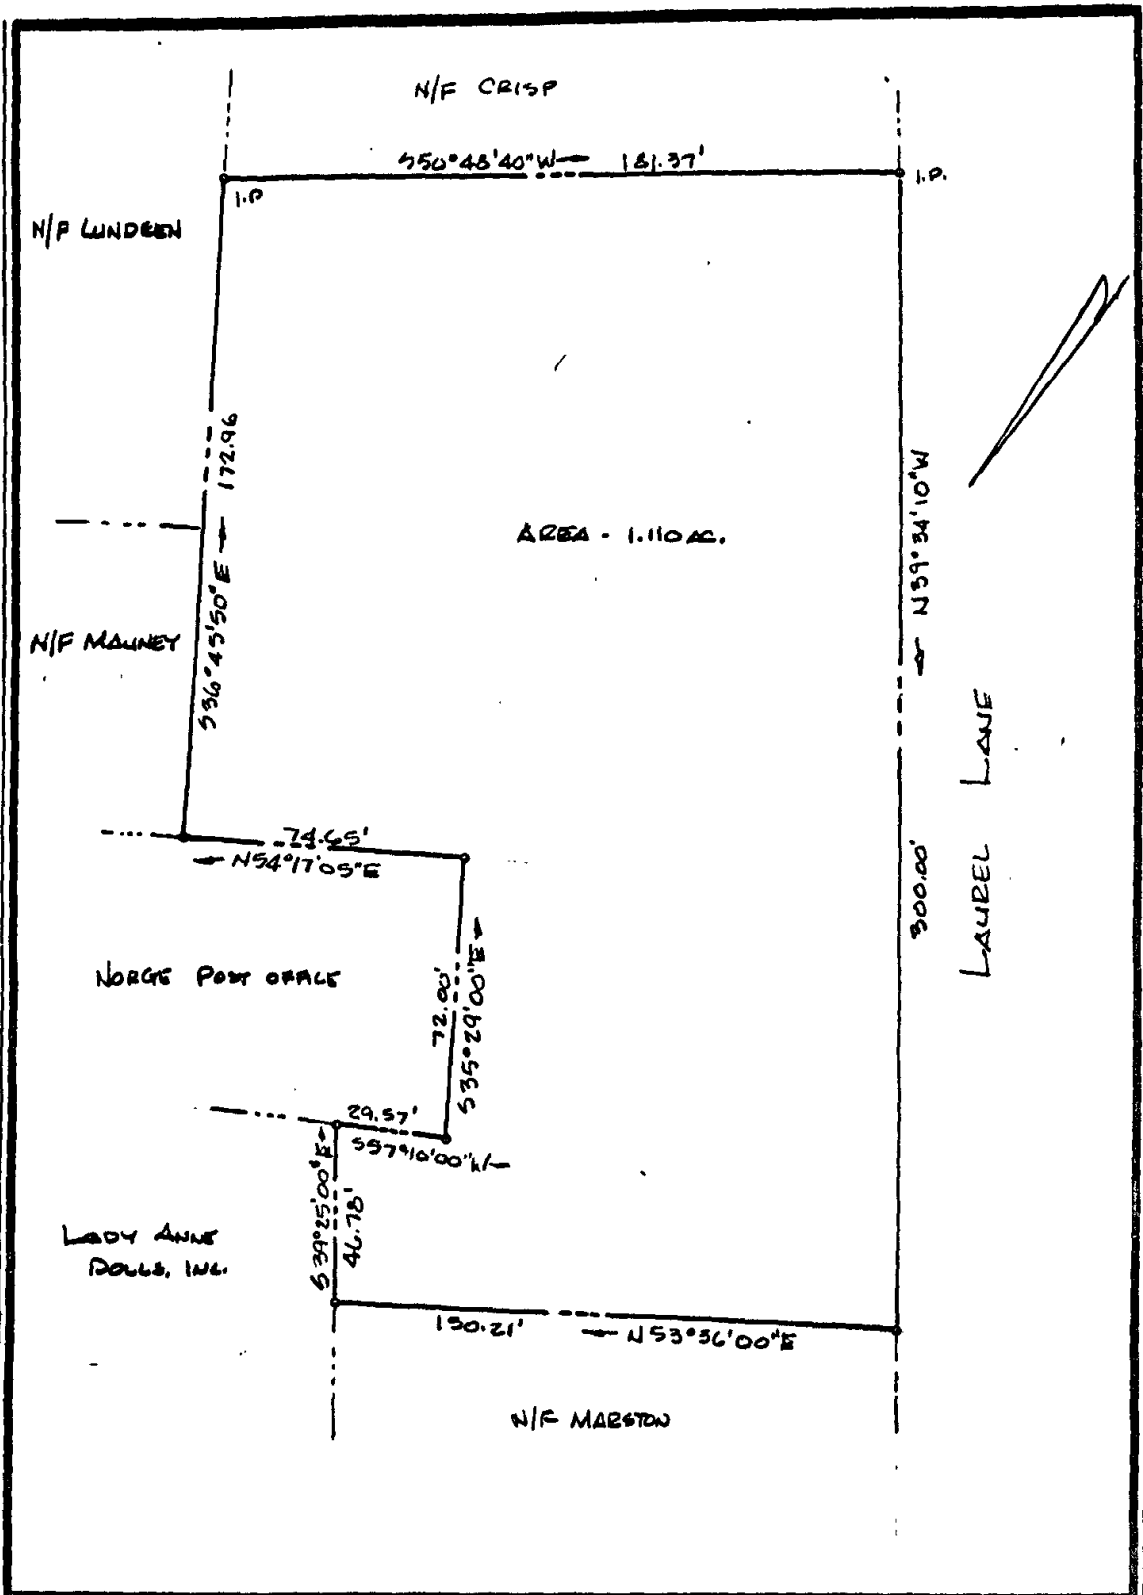 N/F CRISP
S50°48'40"W 181.37'
I.P.
I.P.
N/F LUNDEEN
S36°45'50"E 172.96
N39°34'10"W
AREA - 1.110 AC.
N/F MAUNEY
LAUREL LANE
300.00'
74.65'
N54°17'05"E
NORGE POST OFFICE
72.00'
S35°29'00"E
29.57'
S57°10'00"W
S39°25'00"E
46.78'
LADY ANNE
DOLLS, INC.
150.21'
N53°36'00"E
N/F MARSTON